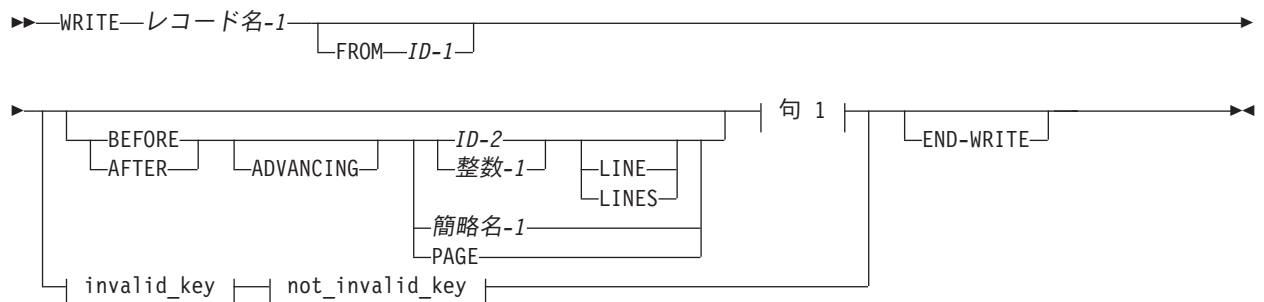 WRITE レコード名-1
FROM ID-1
句 1
BEFORE ID-2 END-WRITE
AFTER ADVANCING 整数-1 LINE
LINES
簡略名-1
PAGE
invalid_key not_invalid_key